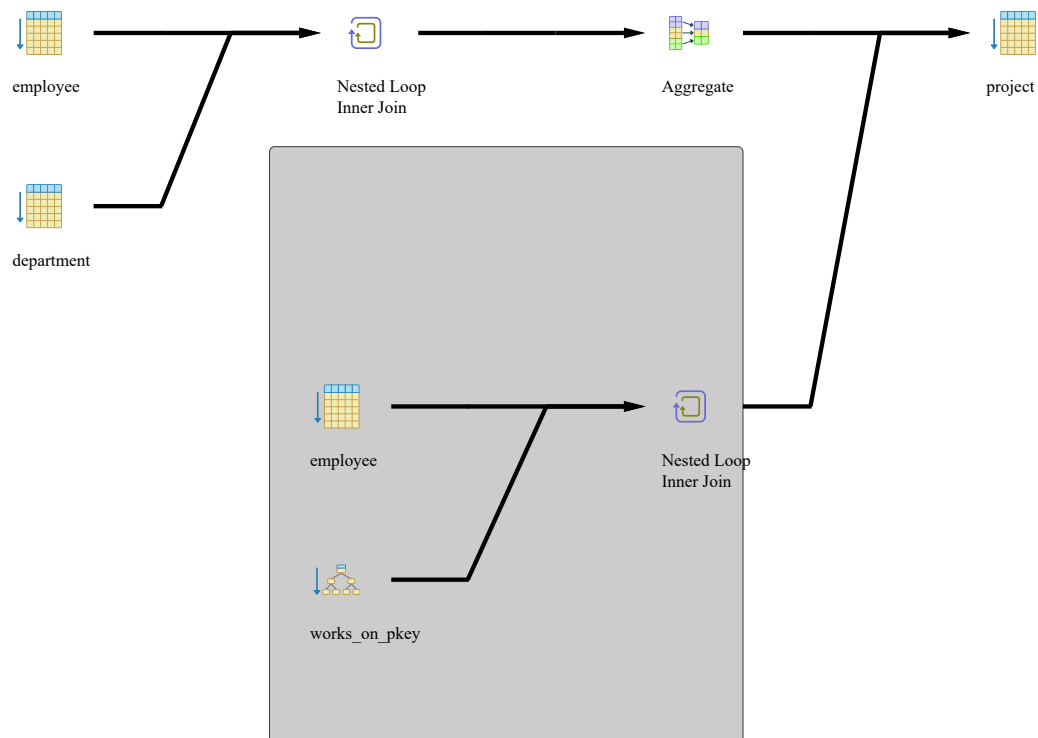 employee
Nested Loop
Inner Join
Aggregate
project
department
employee
Nested Loop
Inner Join
works_on_pkey